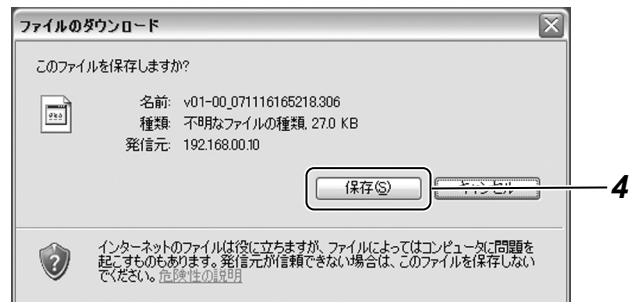 ファイルのダウンロード
このファイルを保存しますか?
名前: v01-00_071116165218.306
種類: 不明なファイルの種類, 27.0 KB
発信元: 192.168.00.10
保存(S) キャンセル 4
インターネットのファイルは役に立ちますが、ファイルによってはコンピュータに問題を
起こすものもあります。発信元が信頼できない場合は、このファイルを保存しない
でください。危険性の説明